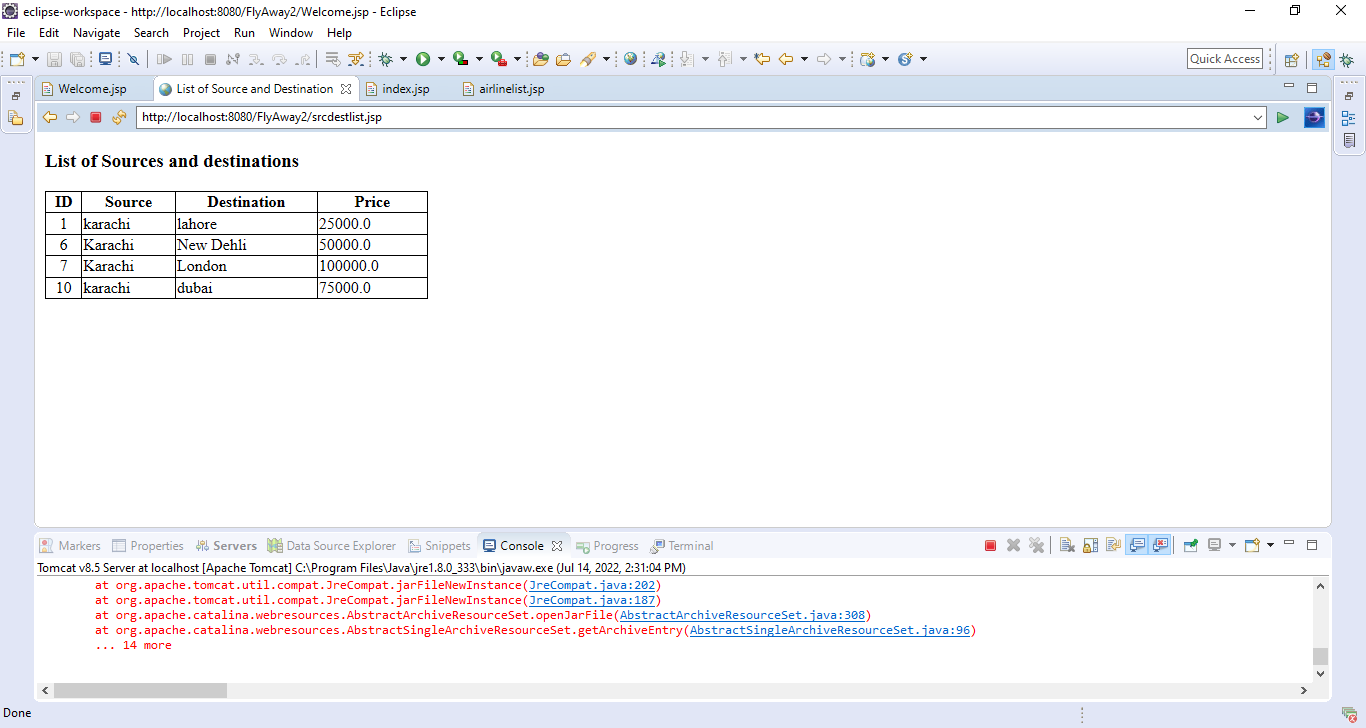 eclipse-workspace - http://localhost:8080/FlyAway2/Welcome.jsp - Eclipse
File Edit Navigate Search Project Run Window Help
Quick Access
Welcome.jsp List of Source and Destination index.jsp airlinelist.jsp
http://localhost:8080/FlyAway2/srcdestlist.jsp
List of Sources and destinations
ID Source Destination Price
1 karachi lahore 25000.0
6 Karachi New Dehli 50000.0
7 Karachi London 100000.0
10 karachi dubai 75000.0
Markers Properties Servers Data Source Explorer Snippets Console Progress Terminal
Tomcat v8.5 Server at localhost [Apache Tomcat] C:\Program Files\Java\jre1.8.0_333\bin\javaw.exe (Jul 14, 2022, 2:31:04 PM)
at org.apache.tomcat.util.compat.JreCompat.jarFileNewInstance(JreCompat.java:202)
at org.apache.tomcat.util.compat.JreCompat.jarFileNewInstance(JreCompat.java:187)
at org.apache.catalina.webresources.AbstractArchiveResourceSet.openJarFile(AbstractArchiveResourceSet.java:308)
at org.apache.catalina.webresources.AbstractSingleArchiveResourceSet.getArchiveEntry(AbstractSingleArchiveResourceSet.java:96)
... 14 more
Done